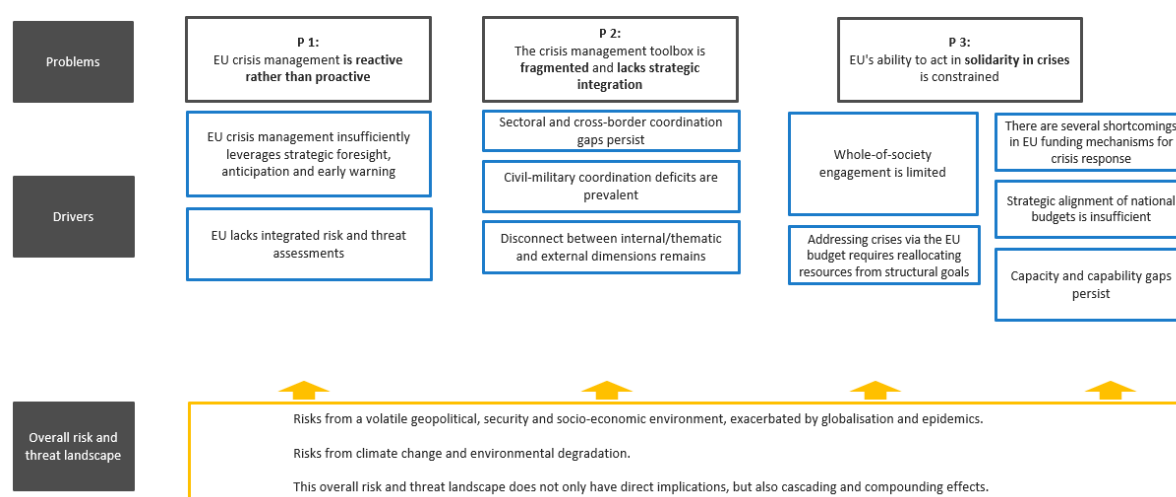 Problems
P 1:
EU crisis management is reactive
rather than proactive
P 2:
The crisis management toolbox is
fragmented and lacks strategic
integration
P 3:
EU's ability to act in solidarity in crises
is constrained
Drivers
EU crisis management insufficiently
leverages strategic foresight,
anticipation and early warning
EU lacks integrated risk and threat
assessments
Sectoral and cross-border coordination
gaps persist
Civil-military coordination deficits are
prevalent
Disconnect between internal/thematic
and external dimensions remains
Whole-of-society
engagement is limited
Addressing crises via the EU
budget requires reallocating
resources from structural goals
There are several shortcomings
in EU funding mechanisms for
crisis response
Strategic alignment of national
budgets is insufficient
Capacity and capability gaps
persist
Overall risk and
threat landscape
Risks from a volatile geopolitical, security and socio-economic environment, exacerbated by globalisation and epidemics.
Risks from climate change and environmental degradation.
This overall risk and threat landscape does not only have direct implications, but also cascading and compounding effects.